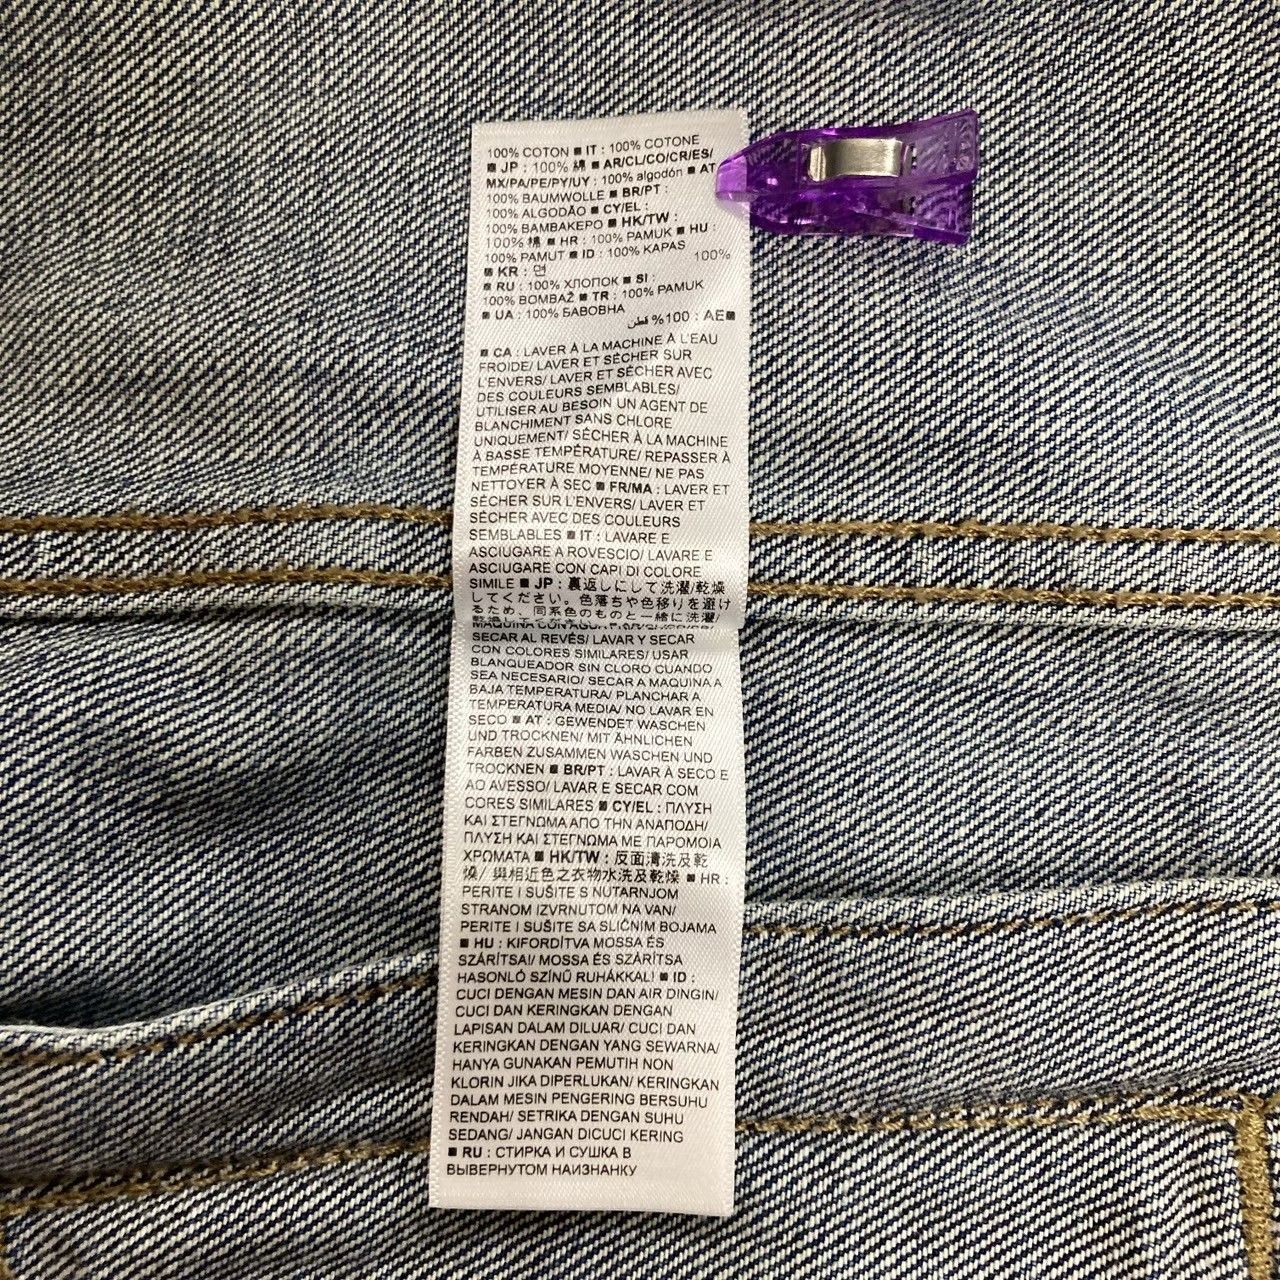 100% COTON ■ IT : 100% COTONE
■ JP : 100% 綿 ■ AR/CL/CO/CR/ES/
MX/PA/PE/PY/UY : 100% algodón ■ AT
100% BAUMWOLLE ■ BR/PT :
100% ALGODÃO ■ CY/EL :
100% ΒΑΜΒΑΚΕΡΟ ■ HK/TW :
100% 棉 ■ HR : 100% PAMUK ■ HU :
100% PAMUT ■ ID : 100% KAPAS
■ KR : 면 100%
■ RU : 100% ХЛОПОК ■ SI :
100% BOMBAŽ ■ TR : 100% PAMUK
■ UA : 100% БАВОВНА
■AE : 100% قطن
■ CA : LAVER À LA MACHINE À L'EAU
FROIDE/ LAVER ET SÉCHER SUR
L'ENVERS/ LAVER ET SÉCHER AVEC
DES COULEURS SEMBLABLES/
UTILISER AU BESOIN UN AGENT DE
BLANCHIMENT SANS CHLORE
UNIQUEMENT/ SÉCHER À LA MACHINE
À BASSE TEMPÉRATURE/ REPASSER À
TEMPÉRATURE MOYENNE/ NE PAS
NETTOYER À SEC ■ FR/MA : LAVER ET
SÉCHER SUR L'ENVERS/ LAVER ET
SÉCHER AVEC DES COULEURS
SEMBLABLES ■ IT : LAVARE E
ASCIUGARE A ROVESCIO/ LAVARE E
ASCIUGARE CON CAPI DI COLORE
SIMILE ■ JP : 裏返しにして洗濯/乾燥
してください。色落ちや色移りを避け
るため、同系色のものと一緒に洗濯/
MAQUINA CON
SECAR AL REVÉS/ LAVAR Y SECAR
CON COLORES SIMILARES/ USAR
BLANQUEADOR SIN CLORO CUANDO
SEA NECESARIO/ SECAR A MAQUINA A
BAJA TEMPERATURA/ PLANCHAR A
TEMPERATURA MEDIA/ NO LAVAR EN
SECO ■ AT : GEWENDET WASCHEN
UND TROCKNEN/ MIT ÄHNLICHEN
FARBEN ZUSAMMEN WASCHEN UND
TROCKNEN ■ BR/PT : LAVAR À SECO E
AO AVESSO/ LAVAR E SECAR COM
CORES SIMILARES ■ CY/EL : ΠΛΥΣΗ
ΚΑΙ ΣΤΕΓΝΩΜΑ ΑΠΟ ΤΗΝ ΑΝΑΠΟΔΗ/
ΠΛΥΣΗ ΚΑΙ ΣΤΕΓΝΩΜΑ ΜΕ ΠΑΡΟΜΟΙΑ
ΧΡΩΜΑΤΑ ■ HK/TW : 反面清洗及乾
燥/ 與相近色之衣物水洗及乾燥 ■ HR :
PERITE I SUŠITE S NUTARNJOM
STRANOM IZVRNUTOM NA VAN/
PERITE I SUŠITE SA SLIČNIM BOJAMA
■ HU : KIFORDÍTVA MOSSA ÉS
SZÁRÍTSA!/ MOSSA ÉS SZÁRÍTSA
HASONLÓ SZÍNŰ RUHÁKKAL! ■ ID :
CUCI DENGAN MESIN DAN AIR DINGIN/
CUCI DAN KERINGKAN DENGAN
LAPISAN DALAM DILUAR/ CUCI DAN
KERINGKAN DENGAN YANG SEWARNA/
HANYA GUNAKAN PEMUTIH NON
KLORIN JIKA DIPERLUKAN/ KERINGKAN
DALAM MESIN PENGERING BERSUHU
RENDAH/ SETRIKA DENGAN SUHU
SEDANG/ JANGAN DICUCI KERING
■ RU : СТИРКА И СУШКА В
ВЫВЕРНУТОМ НАИЗНАНКУ